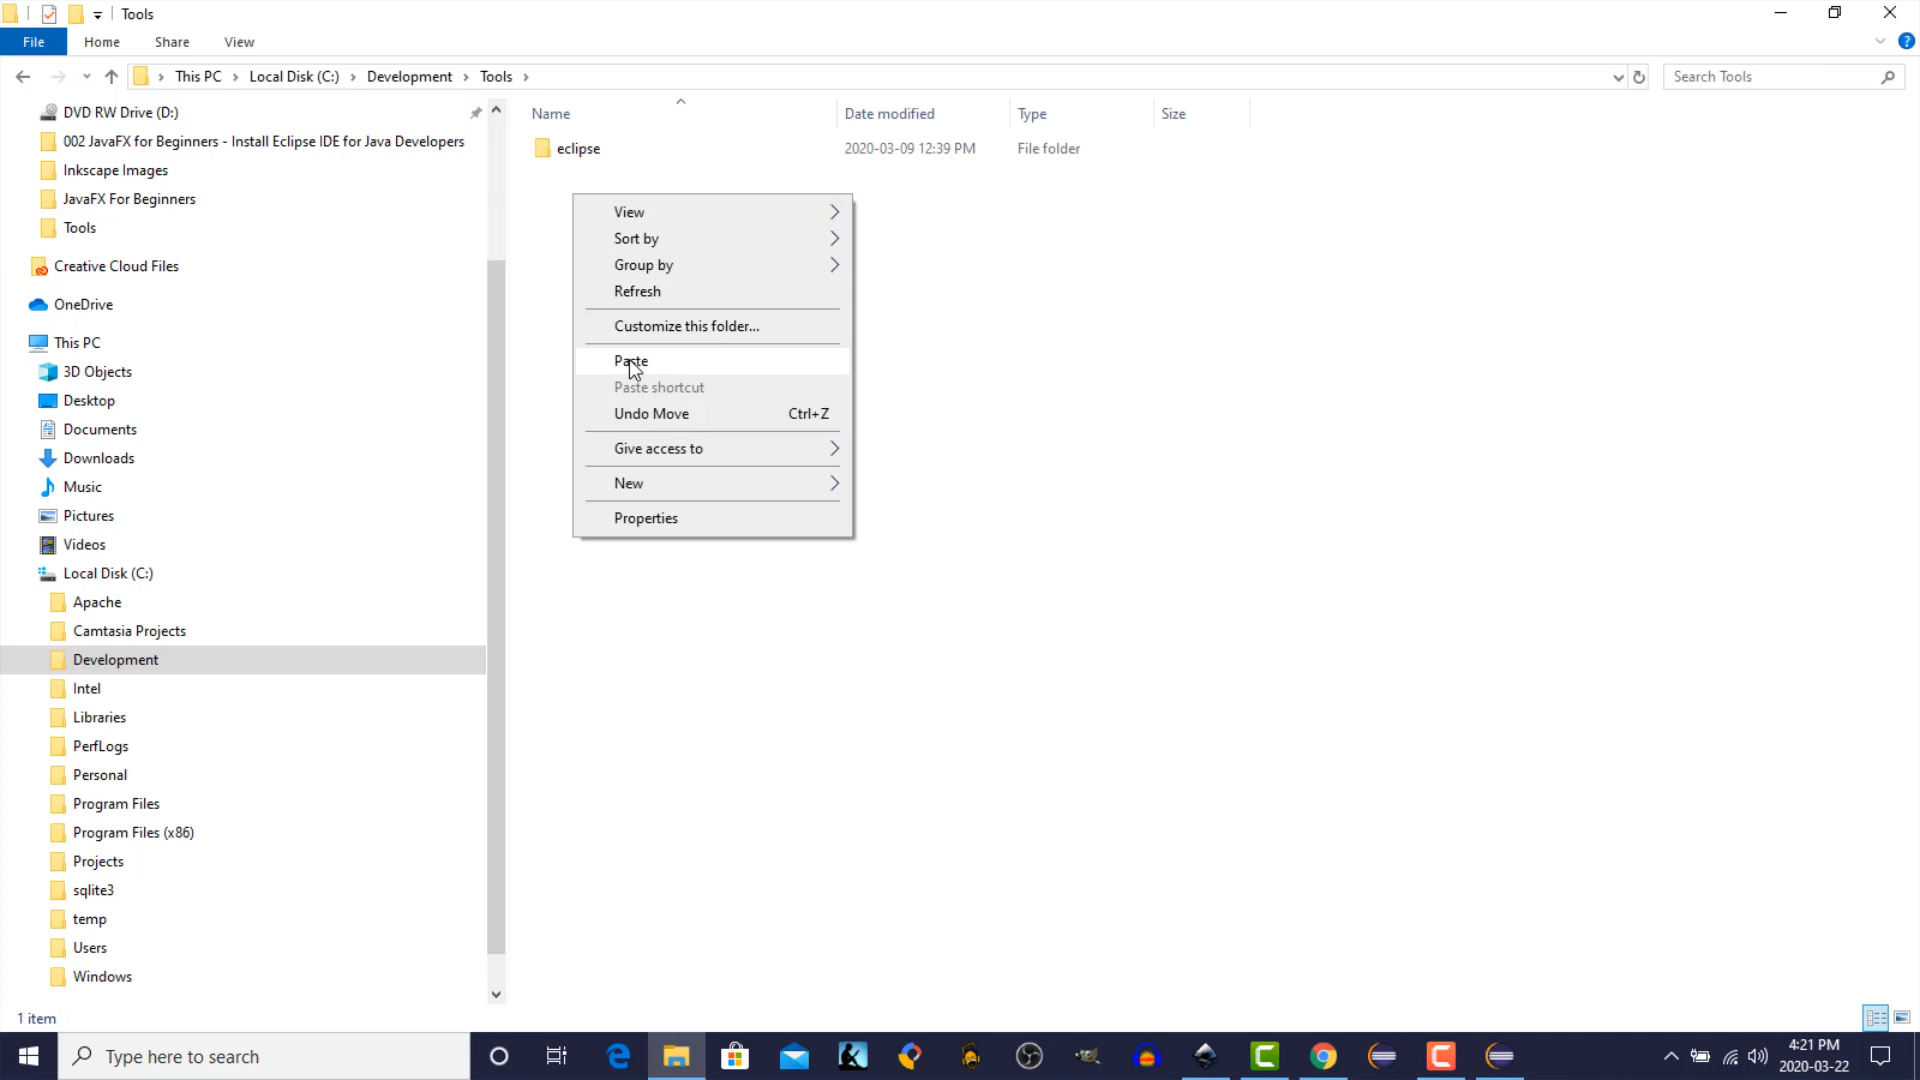 Tools
File Home Share View
This PC Local Disk (C:) Development Tools Search Tools
DVD RW Drive (D:)
002 JavaFX for Beginners - Install Eclipse IDE for Java Developers
Inkscape Images
JavaFX For Beginners
Tools
Creative Cloud Files
OneDrive
This PC
3D Objects
Desktop
Documents
Downloads
Music
Pictures
Videos
Local Disk (C:)
Apache
Camtasia Projects
Development
Intel
Libraries
PerfLogs
Personal
Program Files
Program Files (x86)
Projects
sqlite3
temp
Users
Windows
Name Date modified Type Size
eclipse 2020-03-09 12:39 PM File folder
View
Sort by
Group by
Refresh
Customize this folder...
Paste
Paste shortcut
Undo Move Ctrl+Z
Give access to
New
Properties
1 item
Type here to search
4:21 PM
2020-03-22